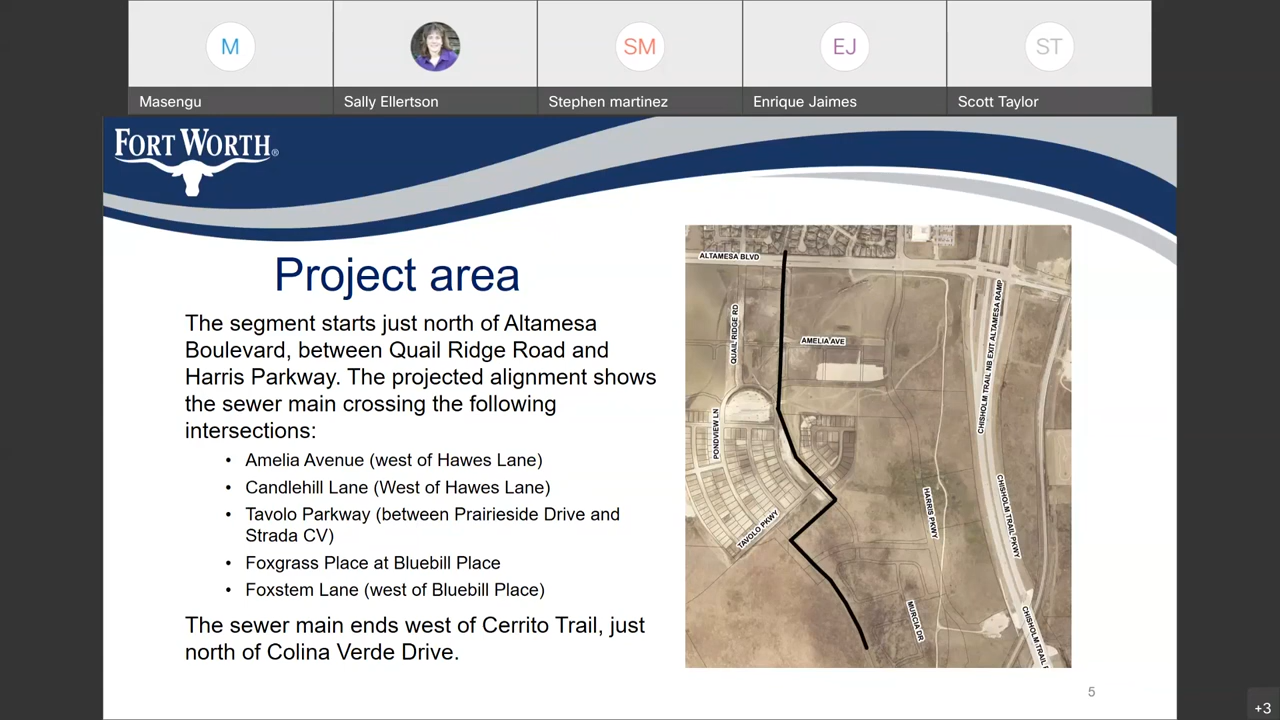 M
SM
EJ
ST
Masengu
Sally Ellertson
Stephen martinez
Enrique Jaimes
Scott Taylor
FORT WORTH®
Project area
The segment starts just north of Altamesa
Boulevard, between Quail Ridge Road and
Harris Parkway. The projected alignment shows
the sewer main crossing the following
intersections:
• Amelia Avenue (west of Hawes Lane)
• Candlehill Lane (West of Hawes Lane)
• Tavolo Parkway (between Prairieside Drive and
Strada CV)
• Foxgrass Place at Bluebill Place
• Foxstem Lane (west of Bluebill Place)
The sewer main ends west of Cerrito Trail, just
north of Colina Verde Drive.
ALTAMESA BLVD
QUAIL RIDGE RD
AMELIA AVE
CHISHOLM TRAIL NB EXIT ALTAMESA RAMP
PONDVIEW LN
TAVOLO PKWY
HARRIS PKWY
CHISHOLM TRAIL PKWY
MURCIA DR
CHISHOLM TRAIL
5
+3